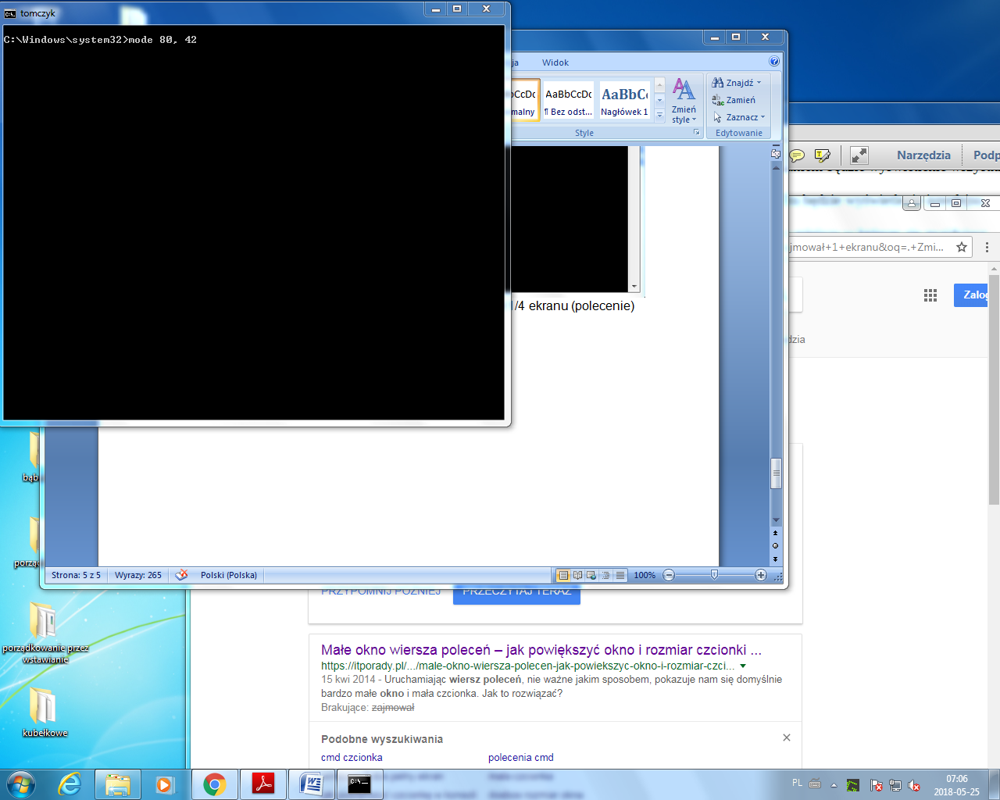 tomczyk
C:\Windows\system32>mode 80, 42
ja
Widok
bCcDc
AaBbCcDc
AaBbCc
malny
¶ Bez odst...
Nagłówek 1
Zmień
style
Style
Znajdź
Zamień
Zaznacz
Edytowanie
Narzędzia
Podp
jmował+1+ekranu&oq=.+Zmi...
Zalog
dzia
1/4 ekranu (polecenie)
bąb
porząd
Strona: 5 z 5
Wyrazy: 265
Polski (Polska)
100%
PRZYPOMNIJ PÓŹNIEJ
PRZECZYTAJ TERAZ
porządkowanie przez
wstawianie
kubełkowe
Małe okno wiersza poleceń – jak powiększyć okno i rozmiar czcionki ...
https://itporady.pl/.../male-okno-wiersza-polecen-jak-powiekszyc-okno-i-rozmiar-czci...
15 kwi 2014 - Uruchamiając wiersz poleceń, nie ważne jakim sposobem, pokazuje nam się domyślnie
bardzo małe okno i mała czcionka. Jak to rozwiązać?
Brakujące: zajmował
Podobne wyszukiwania
cmd czcionka
polecenia cmd
PL
07:06
2018-05-25